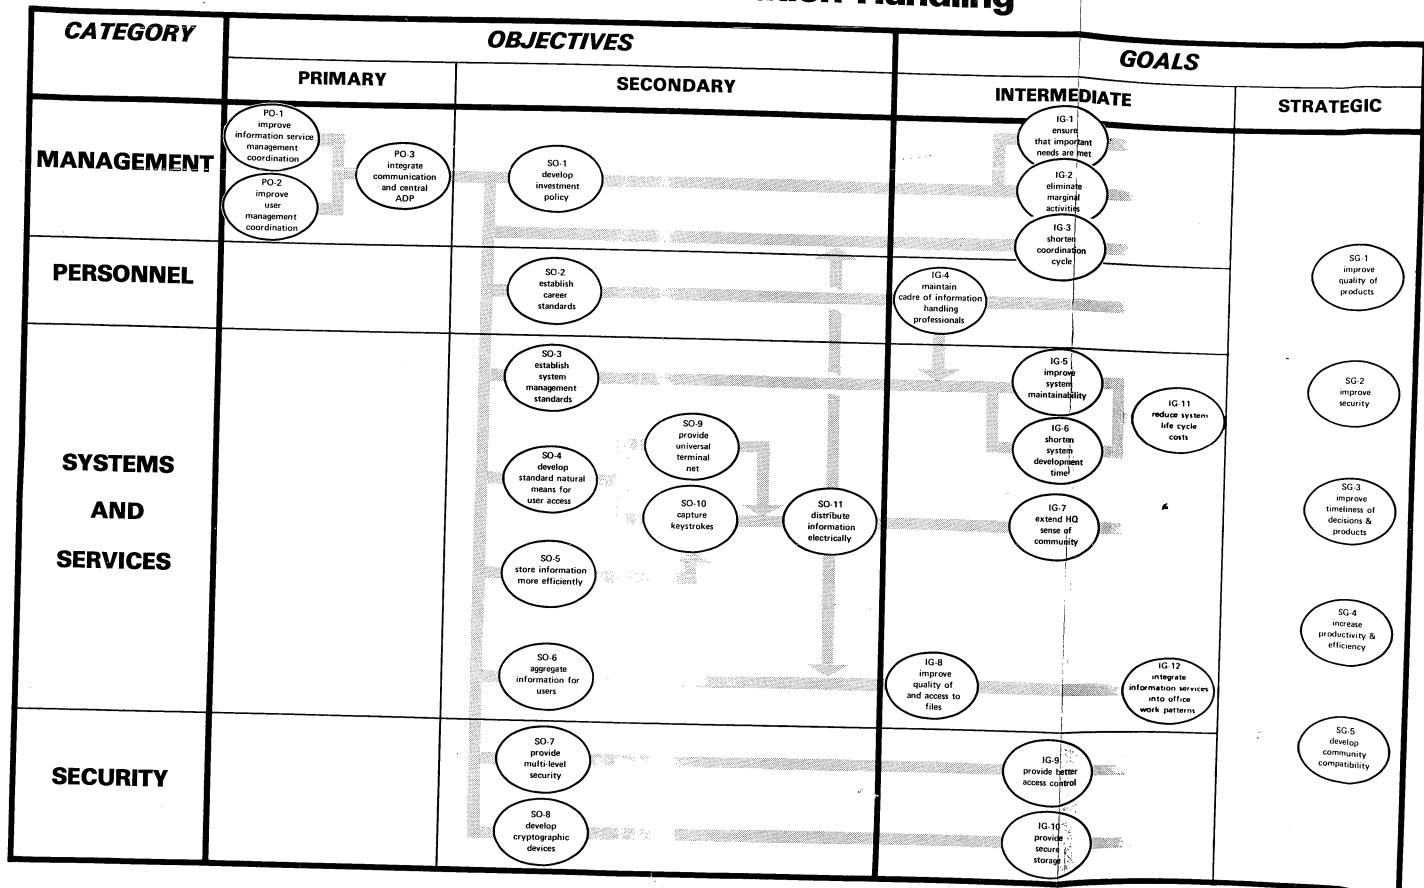 Handling
CATEGORY
OBJECTIVES
GOALS
PRIMARY
SECONDARY
INTERMEDIATE
STRATEGIC
MANAGEMENT
PO-1
improve
information service
management
coordination
PO-2
improve
user
management
coordination
PO-3
integrate
communication
and central
ADP
SO-1
develop
investment
policy
IG-1
ensure
that important
needs are met
IG-2
eliminate
marginal
activities
IG-3
shorten
coordination
cycle
PERSONNEL
SO-2
establish
career
standards
IG-4
maintain
cadre of information
handling
professionals
SYSTEMS
AND
SERVICES
SO-3
establish
system
management
standards
SO-4
develop
standard natural
means for
user access
SO-5
store information
more efficiently
SO-6
aggregate
information for
users
SO-9
provide
universal
terminal
net
SO-10
capture
keystrokes
SO-11
distribute
information
electrically
IG-5
improve
system
maintainability
IG-6
shorten
system
development
time
IG-7
extend HQ
sense of
community
IG-8
improve
quality of
and access to
files
IG-11
reduce system
life cycle
costs
IG-12
integrate
information services
into office
work patterns
SECURITY
SO-7
provide
multi-level
security
SO-8
develop
cryptographic
devices
IG-9
provide better
access control
IG-10
provide
secure
storage
SG-1
improve
quality of
products
SG-2
improve
security
SG-3
improve
timeliness of
decisions &
products
SG-4
increase
productivity &
efficiency
SG-5
develop
community
compatibility